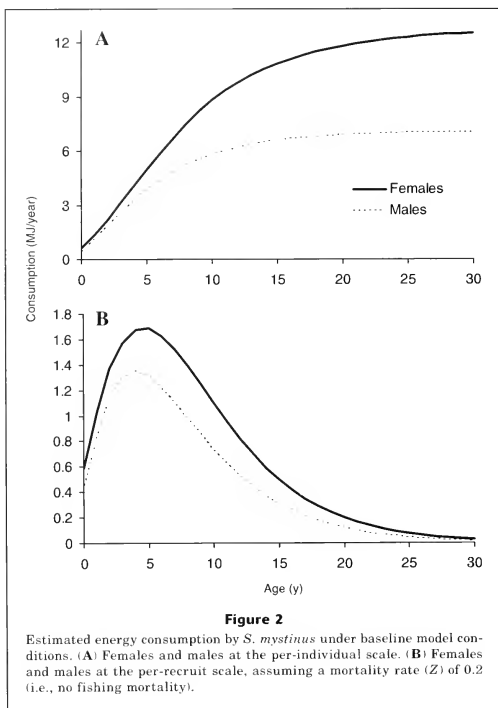 A
12
9
6
3
0
Females
Males
0 5 10 15 20 25 30
Consumption (MJ/year)
B
1.8
1.6
1.4
1.2
1
0.8
0.6
0.4
0.2
0
0 5 10 15 20 25 30
Age (y)
Figure 2
Estimated energy consumption by S. mystinus under baseline model con-
ditions. (A) Females and males at the per-individual scale. (B) Females
and males at the per-recruit scale, assuming a mortality rate (Z) of 0.2
(i.e., no fishing mortality).